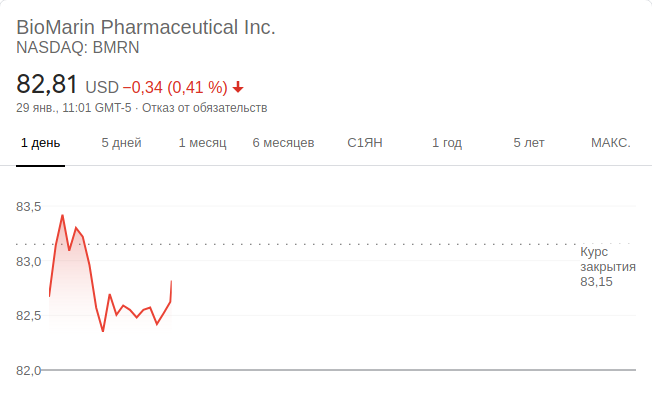 BioMarin Pharmaceutical Inc.
NASDAQ: BMRN
82,81 USD −0,34 (0,41 %)
29 янв., 11:01 GMT-5 · Отказ от обязательств
1 день 5 дней 1 месяц 6 месяцев С1ЯН 1 год 5 лет МАКС.
83,5
83,0
82,5
82,0
Курс
закрытия
83,15